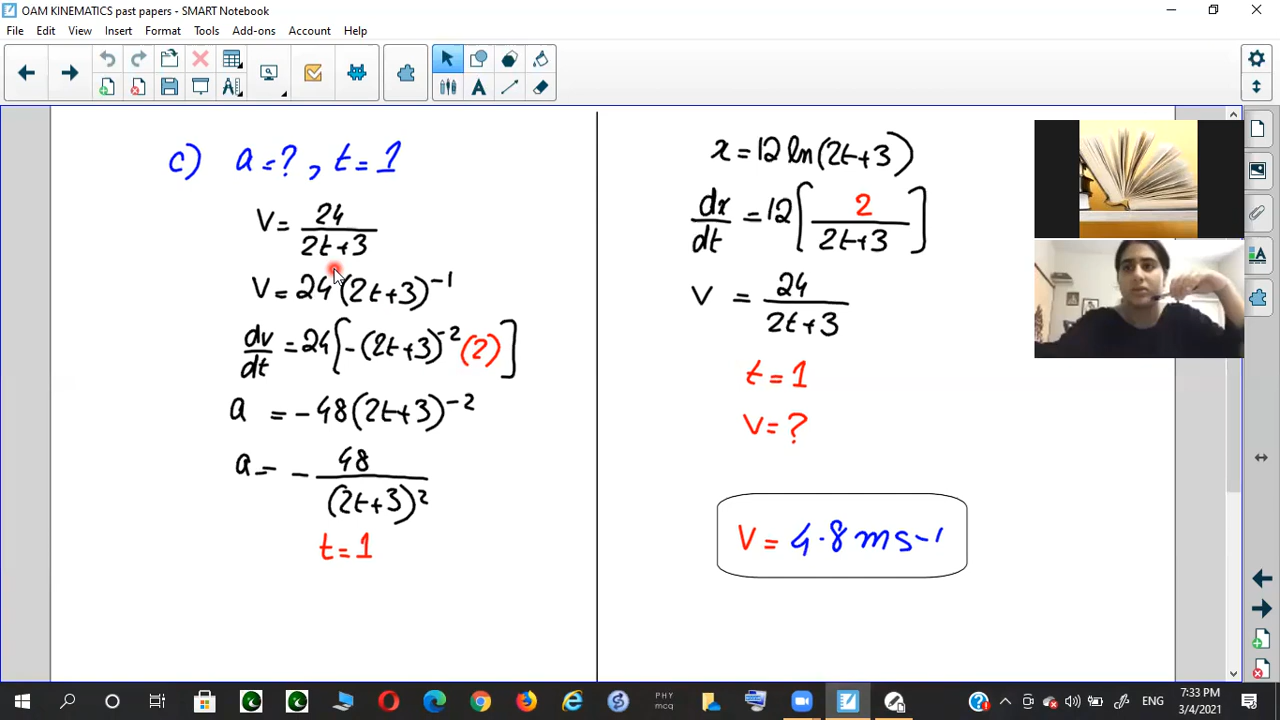 OAM KINEMATICS past papers - SMART Notebook
File Edit View Insert Format Tools Add-ons Account Help
c) a = ? , t = 1
V = 24 / 2t+3
V = 24(2t+3)^-1
dv/dt = 24[-(2t+3)^-2 (2)]
a = -48(2t+3)^-2
a = - 48 / (2t+3)^2
t = 1
x = 12 ln(2t+3)
dx/dt = 12[2 / 2t+3]
V = 24 / 2t+3
t = 1
V = ?
V = 4.8 ms^-1
PHY
mcq
ENG
7:33 PM
3/4/2021